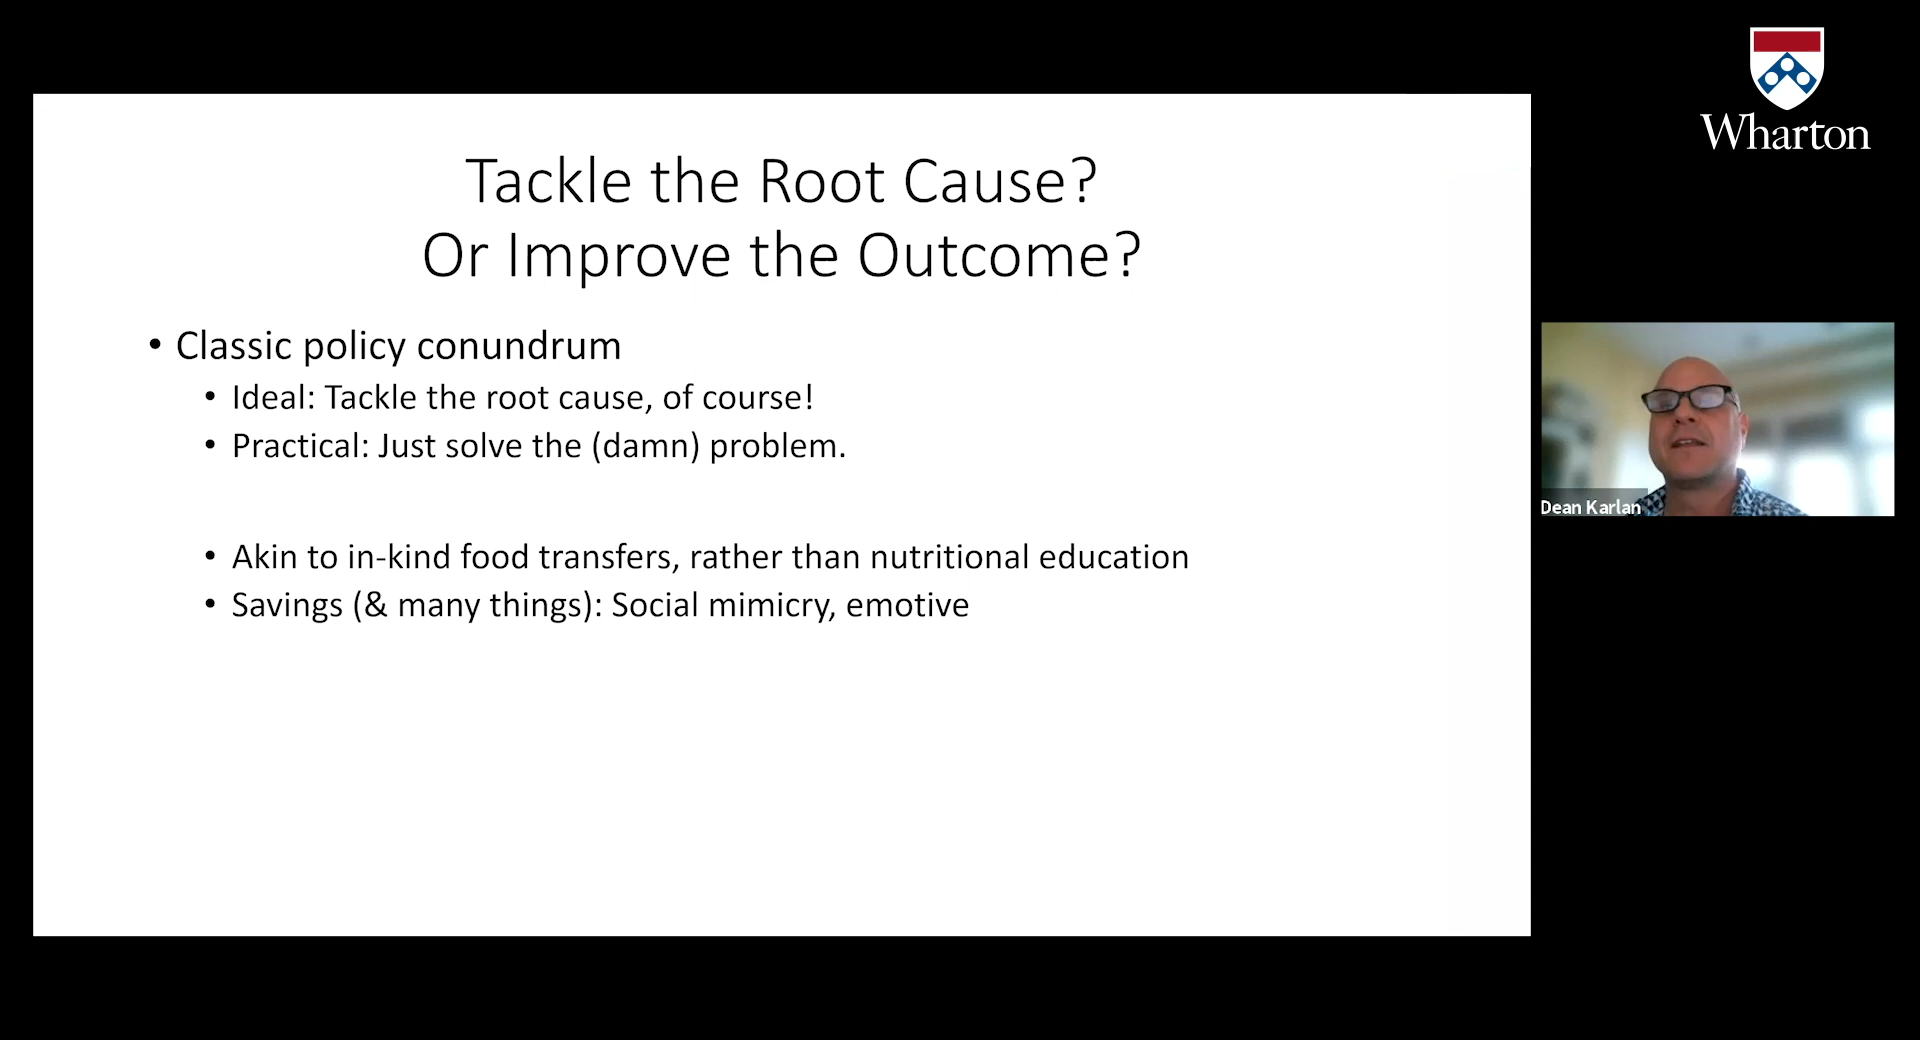 Wharton
Tackle the Root Cause?
Or Improve the Outcome?
• Classic policy conundrum
• Ideal: Tackle the root cause, of course!
• Practical: Just solve the (damn) problem.
• Akin to in-kind food transfers, rather than nutritional education
• Savings (& many things): Social mimicry, emotive
Dean Karlan